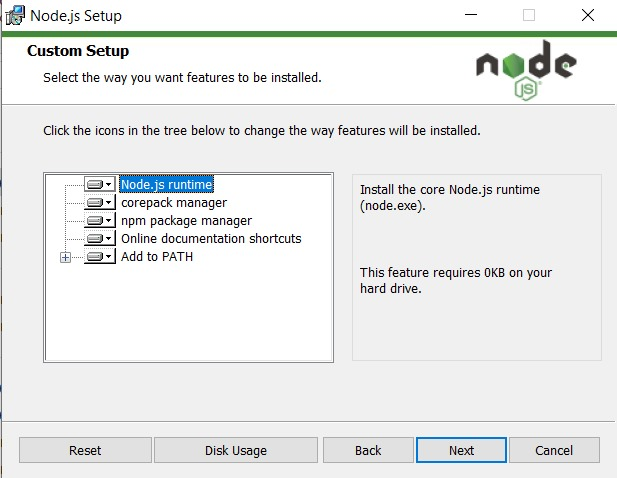 Node.js Setup
Custom Setup
Select the way you want features to be installed.
node
JS
Click the icons in the tree below to change the way features will be installed.
Node.js runtime
corepack manager
npm package manager
Online documentation shortcuts
Add to PATH
Install the core Node.js runtime
(node.exe).
This feature requires 0KB on your
hard drive.
Reset
Disk Usage
Back
Next
Cancel